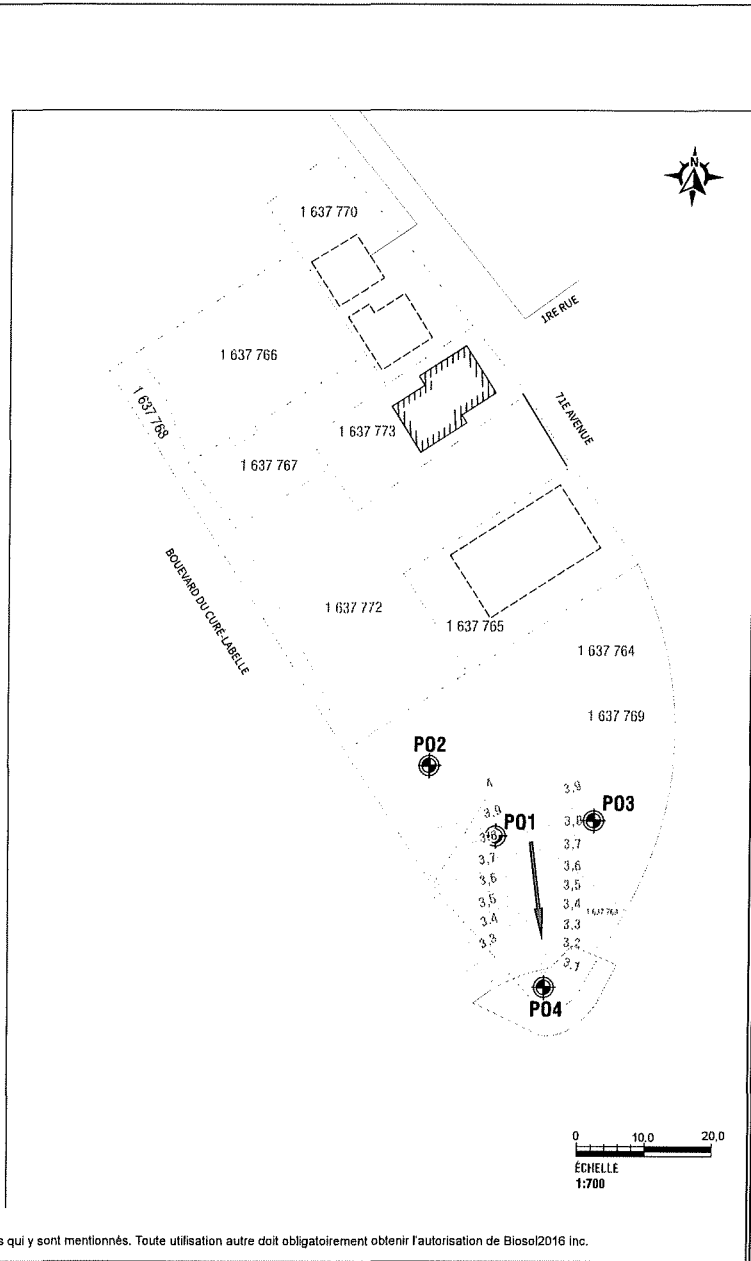 N
1 637 770
1RE RUE
1 637 766
71E AVENUE
1 637 768
1 637 773
1 637 767
BOUEVARD DU CURÉ-LABELLE
1 637 772
1 637 765
1 637 764
1 637 769
P02
3,9
3,9
P03
P01
3,8
3,7
3,7
3,6
3,6
3,5
3,5
3,4
3,4
3,3
3,3
3,2
3,1
P04
0 10,0 20,0
ÉCHELLE
1:700
s qui y sont mentionnés. Toute utilisation autre doit obligatoirement obtenir l'autorisation de Biosol2016 inc.